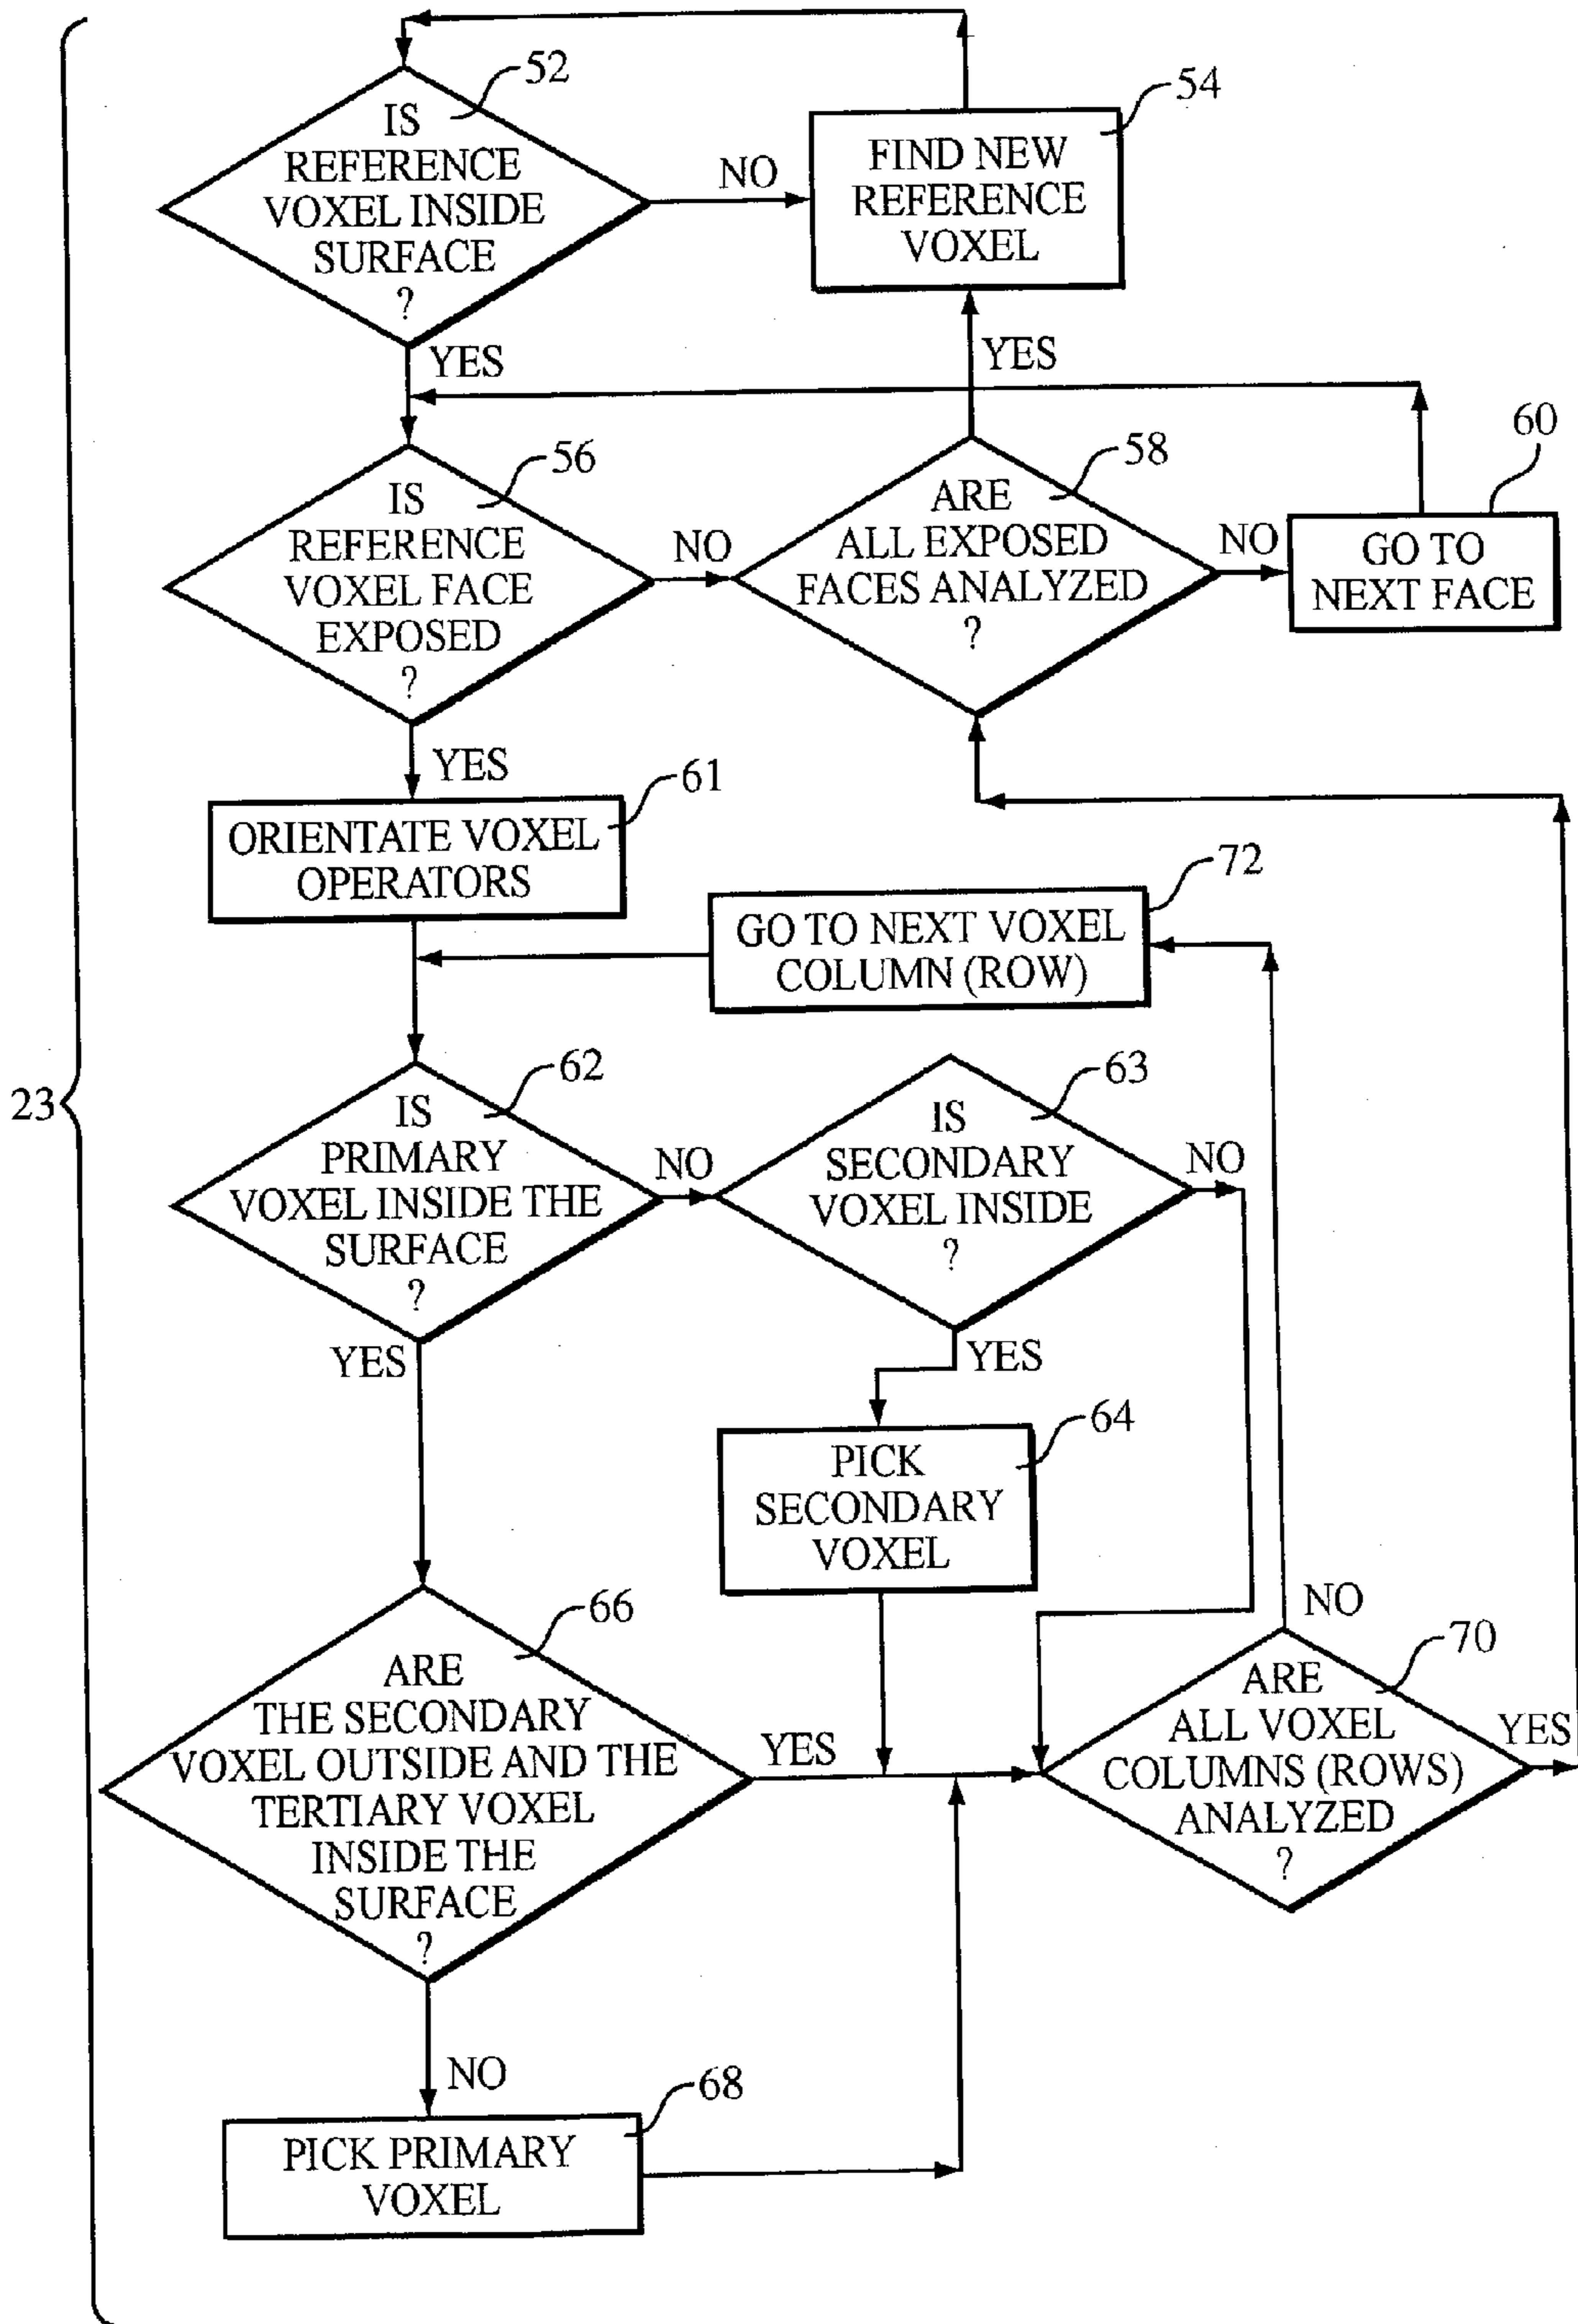 52
IS
REFERENCE
VOXEL INSIDE
SURFACE
?
NO
54
FIND NEW
REFERENCE
VOXEL
YES
YES
56
IS
REFERENCE
VOXEL FACE
EXPOSED
?
NO
58
ARE
ALL EXPOSED
FACES ANALYZED
?
NO
60
GO TO
NEXT FACE
YES
61
ORIENTATE VOXEL
OPERATORS
72
GO TO NEXT VOXEL
COLUMN (ROW)
23
62
IS
PRIMARY
VOXEL INSIDE THE
SURFACE
?
NO
63
IS
SECONDARY
VOXEL INSIDE
?
NO
YES
YES
64
PICK
SECONDARY
VOXEL
66
ARE
THE SECONDARY
VOXEL OUTSIDE AND THE
TERTIARY VOXEL
INSIDE THE
SURFACE
?
YES
NO
70
ARE
ALL VOXEL
COLUMNS (ROWS)
ANALYZED
?
YES
NO
68
PICK PRIMARY
VOXEL